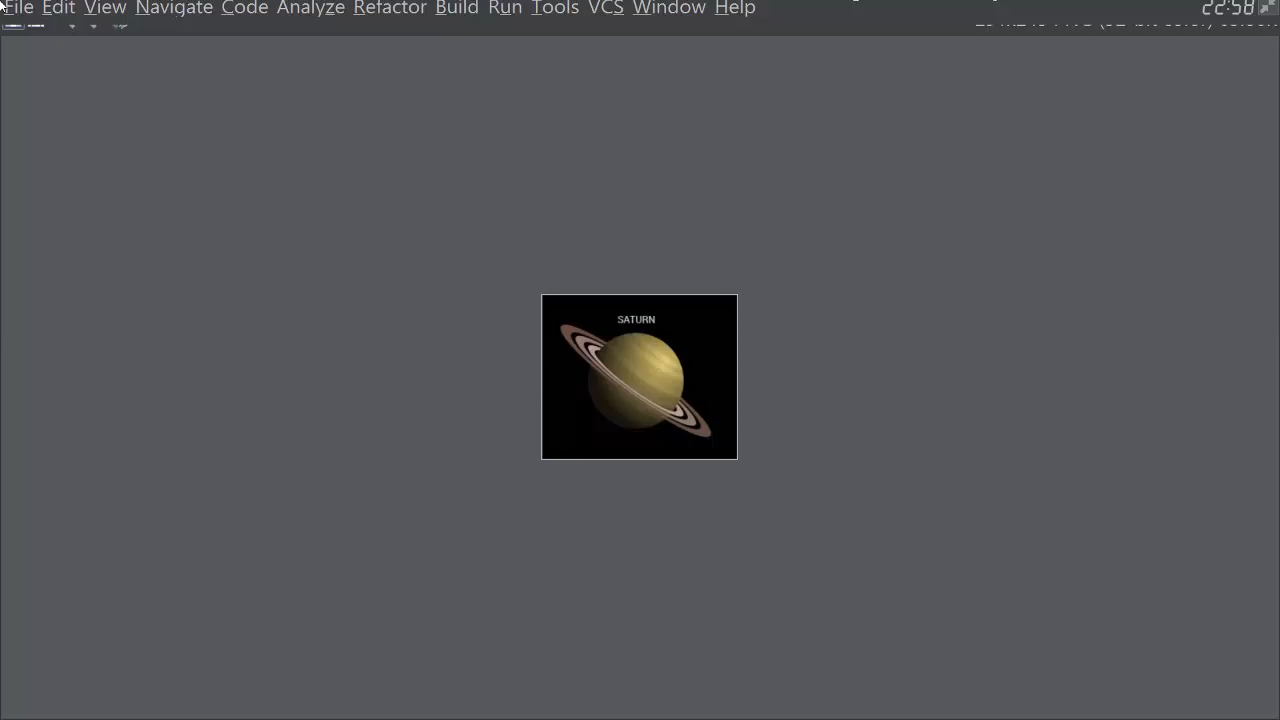 File Edit View Navigate Code Analyze Refactor Build Run Tools VCS Window Help
22:58
SATURN